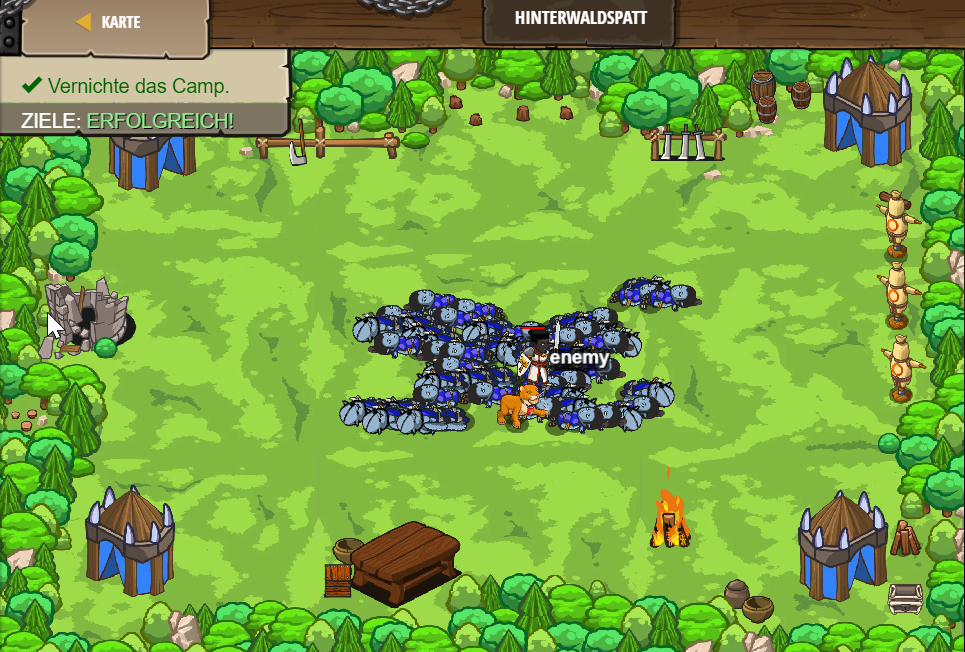 KARTE
HINTERWALDSPATT
Vernichte das Camp.
ZIELE: ERFOLGREICH!
enemy